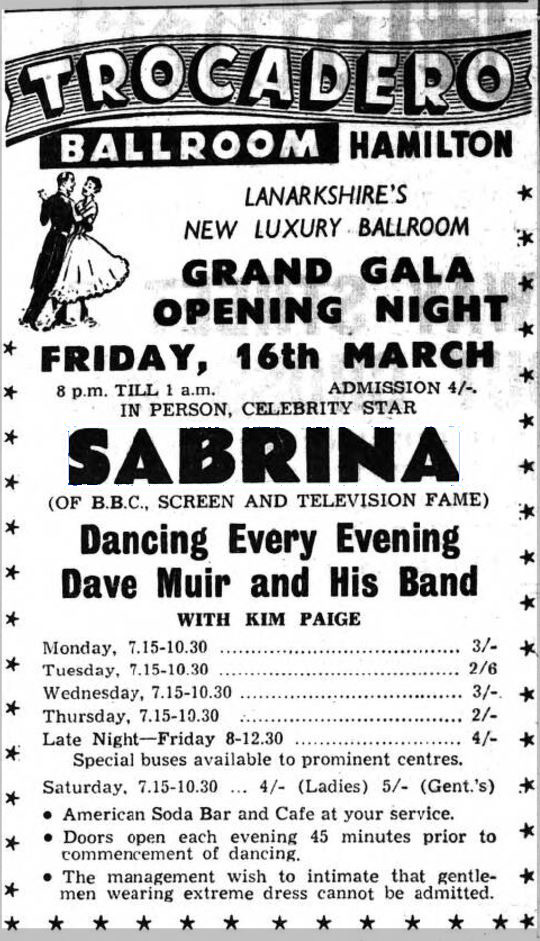 TROCADERO
BALLROOM HAMILTON
LANARKSHIRE'S
NEW LUXURY BALLROOM
GRAND GALA
OPENING NIGHT
FRIDAY, 16th MARCH
8 p.m. TILL 1 a.m. ADMISSION 4/-.
IN PERSON, CELEBRITY STAR
SABRINA
(OF B.B.C., SCREEN AND TELEVISION FAME)
Dancing Every Evening
Dave Muir and His Band
WITH KIM PAIGE
Monday, 7.15-10.30 .......................................... 3/-
Tuesday, 7.15-10.30 .......................................... 2/6
Wednesday, 7.15-10.30 ...................................... 3/-
Thursday, 7.15-10.30 ....................................... 2/-
Late Night—Friday 8-12.30 .............................. 4/-
Special buses available to prominent centres.
Saturday, 7.15-10.30 ... 4/- (Ladies) 5/- (Gent.'s)
• American Soda Bar and Cafe at your service.
• Doors open each evening 45 minutes prior to
commencement of dancing.
• The management wish to intimate that gentle-
men wearing extreme dress cannot be admitted.